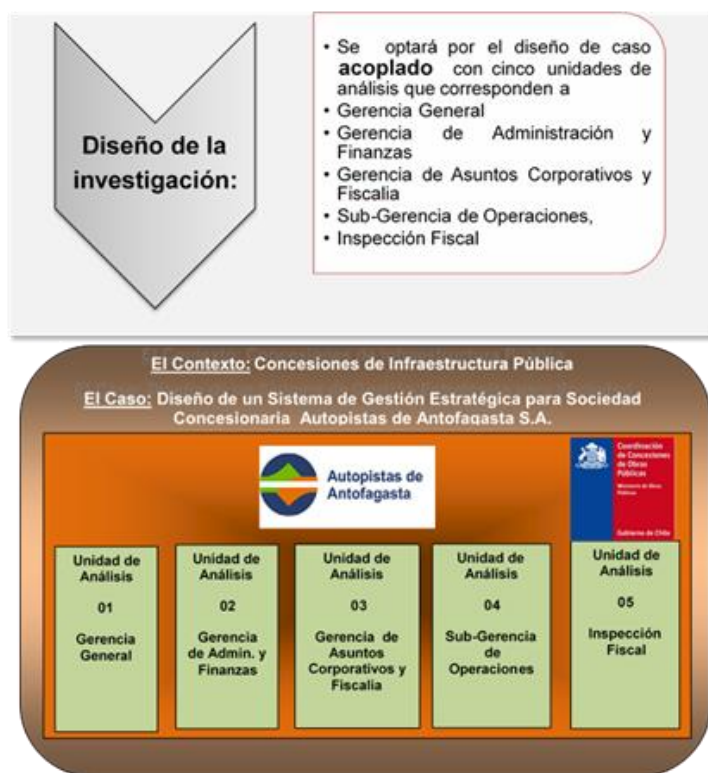 Diseño de la
investigación:
• Se optará por el diseño de caso
acoplado con cinco unidades de
análisis que corresponden a
• Gerencia General
• Gerencia de Administración y
Finanzas
• Gerencia de Asuntos Corporativos y
Fiscalia
• Sub-Gerencia de Operaciones,
• Inspección Fiscal
El Contexto: Concesiones de Infraestructura Pública
El Caso: Diseño de un Sistema de Gestión Estratégica para Sociedad
Concesionaria Autopistas de Antofagasta S.A.
Autopistas de
Antofagasta
Coordinación
de Concesiones
de Obras
Públicas
Ministerio de Obras
Públicas
Gobierno de Chile
Unidad de
Análisis
01
Gerencia
General
Unidad de
Análisis
02
Gerencia
de Admin. y
Finanzas
Unidad de
Análisis
03
Gerencia de
Asuntos
Corporativos y
Fiscalia
Unidad de
Análisis
04
Sub-Gerencia
de
Operaciones
Unidad de
Análisis
05
Inspección
Fiscal